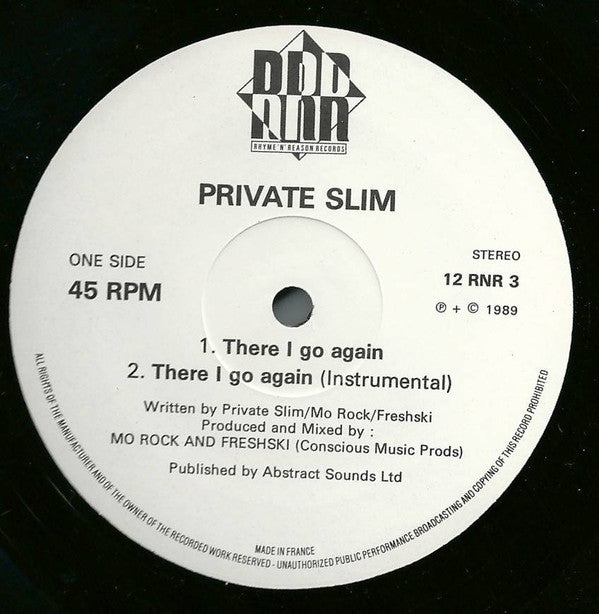 RNR
RHYME 'N' REASON RECORDS
PRIVATE SLIM
ONE SIDE
45 RPM
STEREO
12 RNR 3
℗ + © 1989
1. There I go again
2. There I go again (Instrumental)
Written by Private Slim/Mo Rock/Freshski
Produced and Mixed by :
MO ROCK AND FRESHSKI (Conscious Music Prods)
Published by Abstract Sounds Ltd
MADE IN FRANCE
ALL RIGHTS OF THE MANUFACTURER AND OF THE OWNER OF THE RECORDED WORK RESERVED - UNAUTHORIZED PUBLIC PERFORMANCE BROADCASTING AND COPYING OF THIS RECORD PROHIBITED